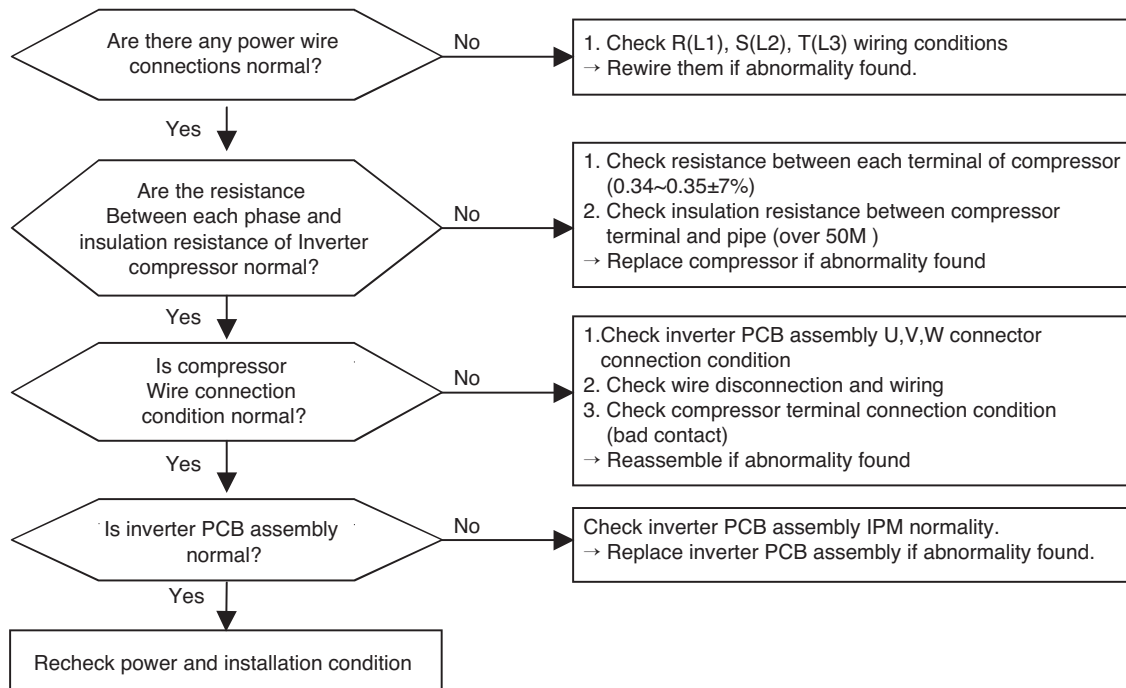 Are there any power wire
connections normal?
No
1. Check R(L1), S(L2), T(L3) wiring conditions
→ Rewire them if abnormality found.
Yes
Are the resistance
Between each phase and
insulation resistance of Inverter
compressor normal?
No
1. Check resistance between each terminal of compressor
(0.34~0.35±7%)
2. Check insulation resistance between compressor
terminal and pipe (over 50M )
→ Replace compressor if abnormality found
Yes
Is compressor
Wire connection
condition normal?
No
1.Check inverter PCB assembly U,V,W connector
connection condition
2. Check wire disconnection and wiring
3. Check compressor terminal connection condition
(bad contact)
→ Reassemble if abnormality found
Yes
Is inverter PCB assembly
normal?
No
Check inverter PCB assembly IPM normality.
→ Replace inverter PCB assembly if abnormality found.
Yes
Recheck power and installation condition